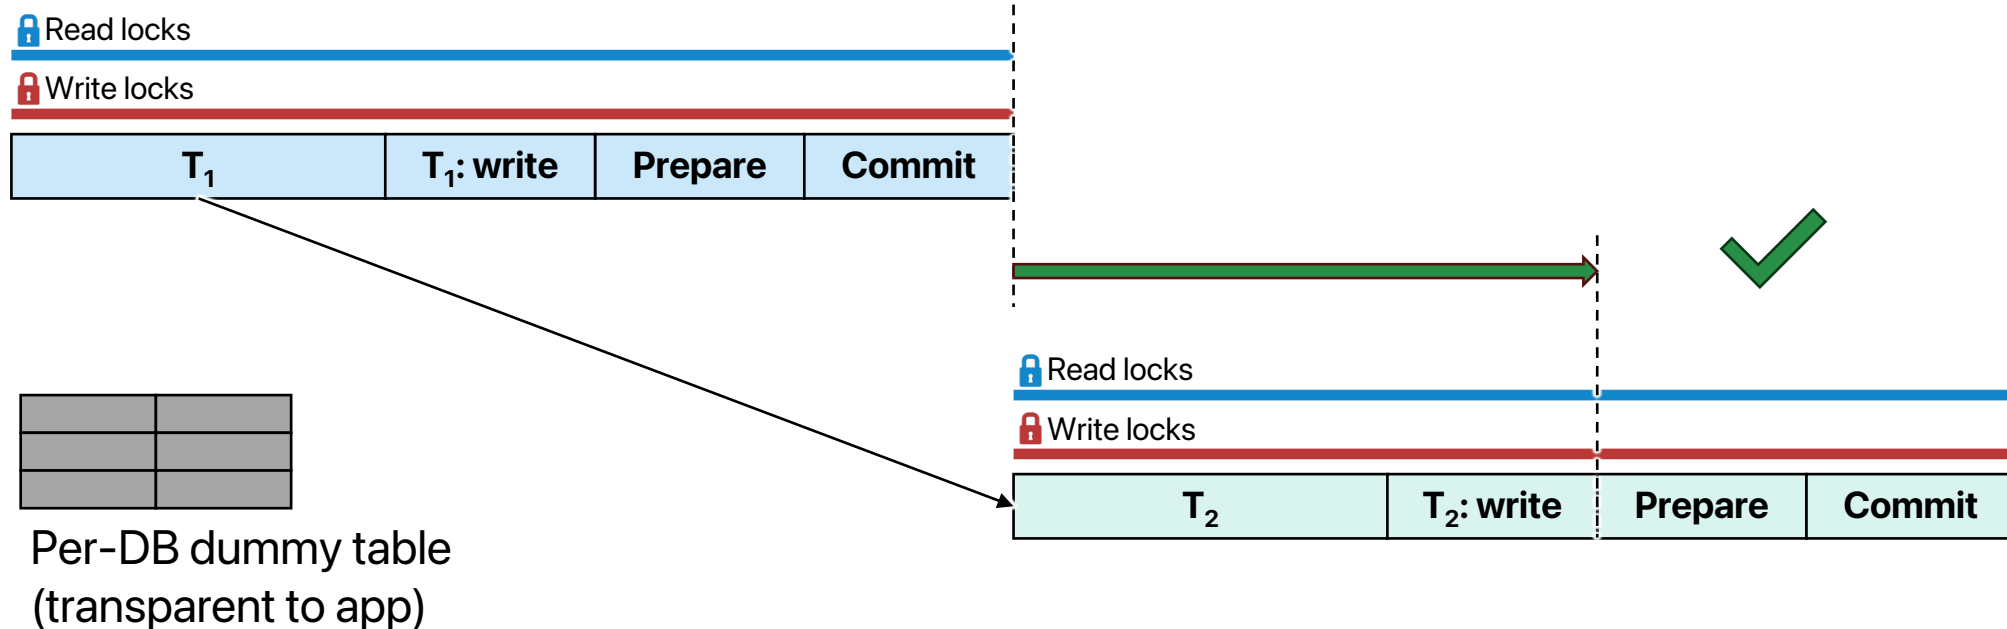 Read locks
Write locks
T₁ T₁: write Prepare Commit
Read locks
Write locks
T₂ T₂: write Prepare Commit
Per-DB dummy table
(transparent to app)